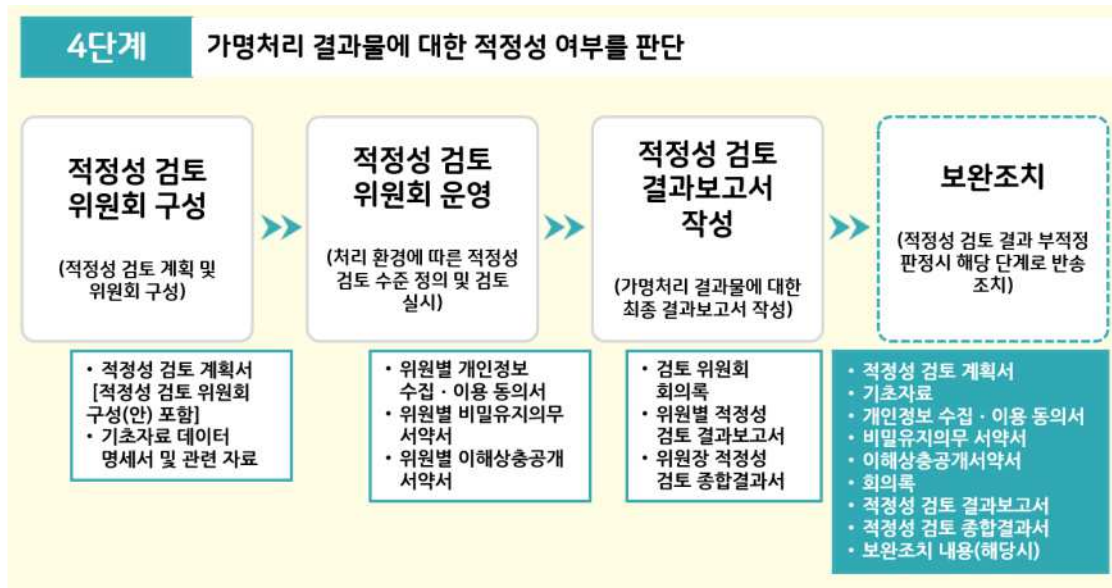 4단계
가명처리 결과물에 대한 적정성 여부를 판단
적정성 검토
위원회 구성
(적정성 검토 계획 및
위원회 구성)
적정성 검토
위원회 운영
(처리 환경에 따른 적정성
검토 수준 정의 및 검토
실시)
적정성 검토
결과보고서
작성
(가명처리 결과물에 대한
최종 결과보고서 작성)
보완조치
(적정성 검토 결과 부적정
판정시 해당 단계로 반송
조치)
• 적정성 검토 계획서
[적정성 검토 위원회
구성(안) 포함]
• 기초자료 데이터
명세서 및 관련 자료
• 위원별 개인정보
수집 · 이용 동의서
• 위원별 비밀유지의무
서약서
• 위원별 이해상충공개
서약서
• 검토 위원회
회의록
• 위원별 적정성
검토 결과보고서
• 위원장 적정성
검토 종합결과서
• 적정성 검토 계획서
• 기초자료
• 개인정보 수집 · 이용 동의서
• 비밀유지의무 서약서
• 이해상충공개서약서
• 회의록
• 적정성 검토 결과보고서
• 적정성 검토 종합결과서
• 보완조치 내용(해당시)